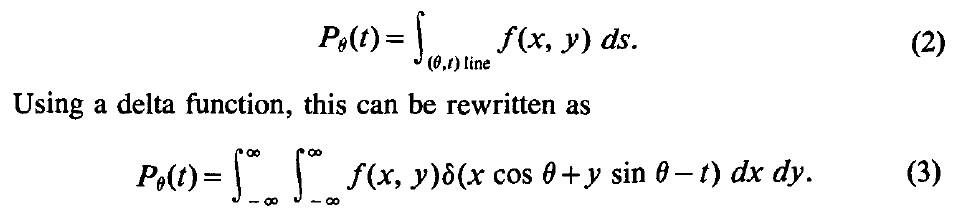 P_θ(t) = ∫_{(θ,t) line} f(x, y) ds. (2)
Using a delta function, this can be rewritten as
P_θ(t) = ∫_{-∞}^{∞} ∫_{-∞}^{∞} f(x, y)δ(x cos θ + y sin θ − t) dx dy. (3)